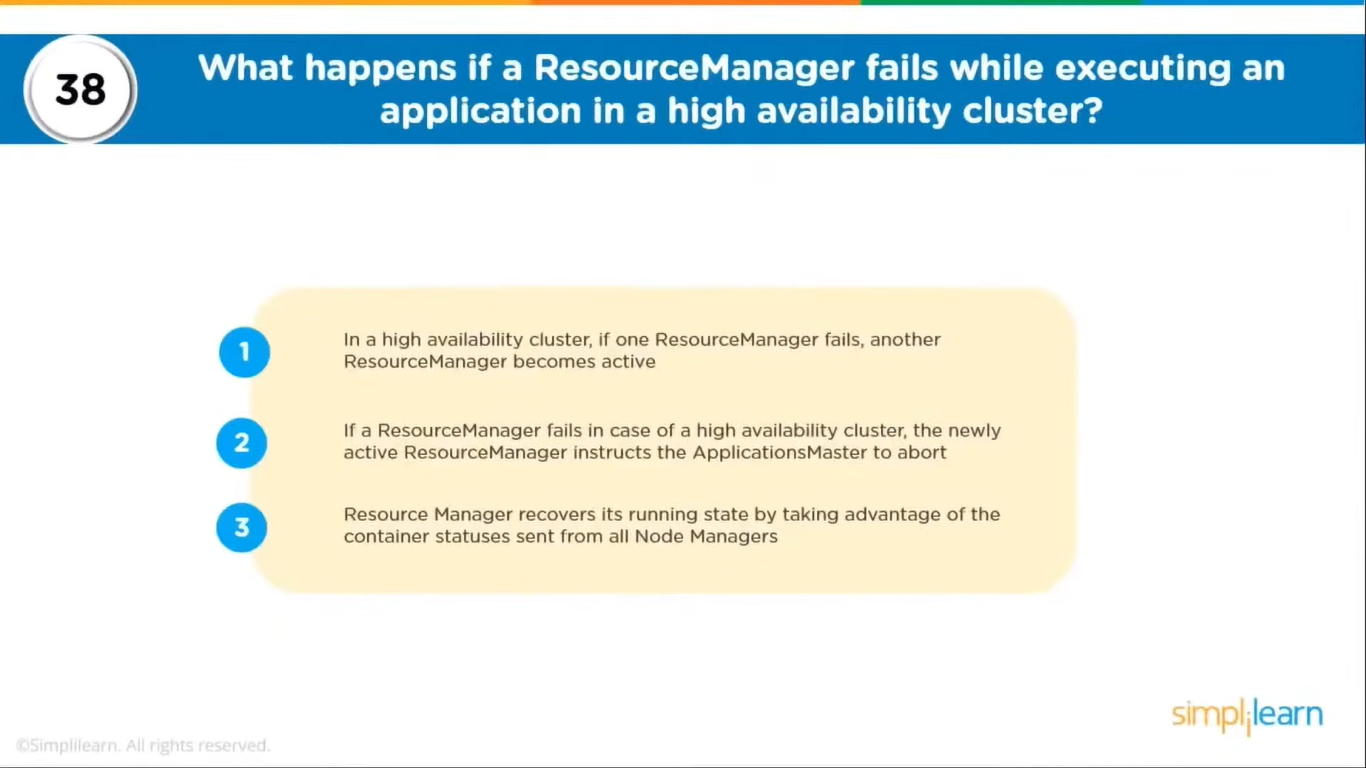 38
What happens if a ResourceManager fails while executing an
application in a high availability cluster?
1
In a high availability cluster, if one ResourceManager fails, another
ResourceManager becomes active
2
If a ResourceManager fails in case of a high availability cluster, the newly
active ResourceManager instructs the ApplicationsMaster to abort
3
Resource Manager recovers its running state by taking advantage of the
container statuses sent from all Node Managers
simplilearn
©Simplilearn. All rights reserved.